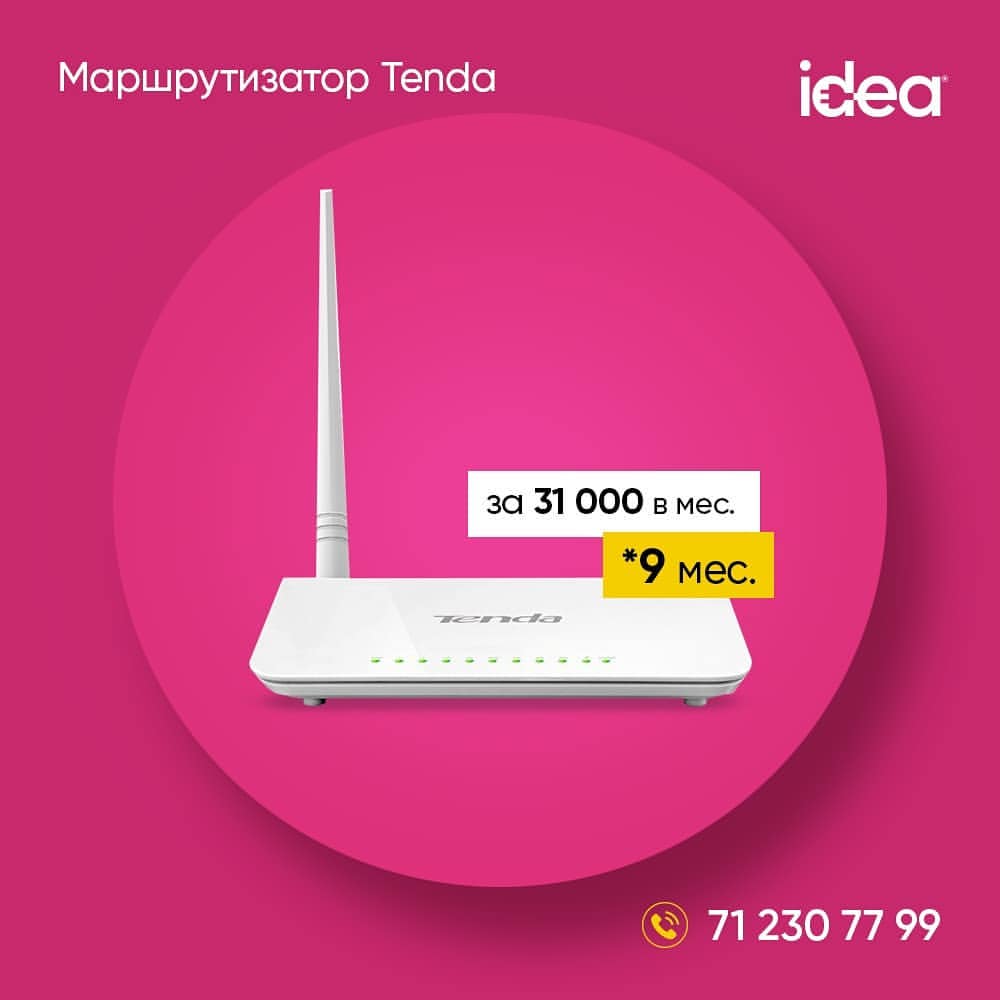 Маршрутизатор Tenda
idea
за 31 000 в мес.
*9 мес.
Tenda
71 230 77 99